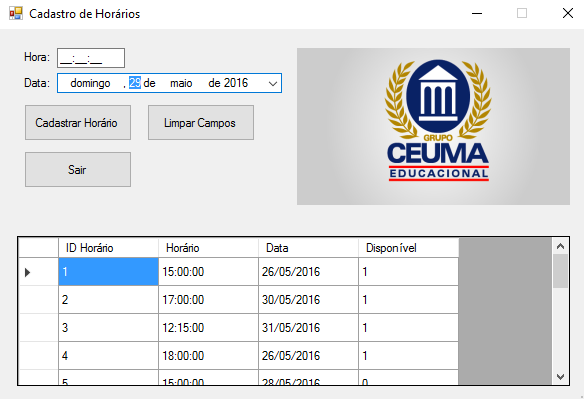 Cadastro de Horários
Hora: __:__:__
Data: domingo , 29 de maio de 2016
Cadastrar Horário Limpar Campos
Sair
GRUPO
CEUMA
EDUCACIONAL
ID Horário Horário Data Disponível
1 15:00:00 26/05/2016 1
2 17:00:00 30/05/2016 1
3 12:15:00 31/05/2016 1
4 18:00:00 26/05/2016 1
5 15:00:00 28/05/2016 0